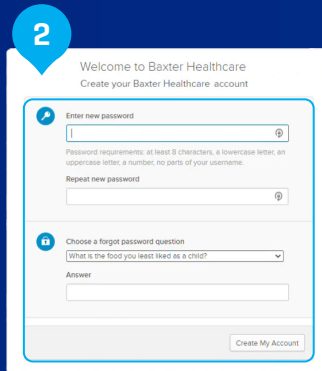 2
Welcome to Baxter Healthcare
Create your Baxter Healthcare account
Enter new password
Password requirements: at least 8 characters, a lowercase letter, an
uppercase letter, a number, no parts of your username.
Repeat new password
Choose a forgot password question
What is the food you least liked as a child?
Answer
Create My Account